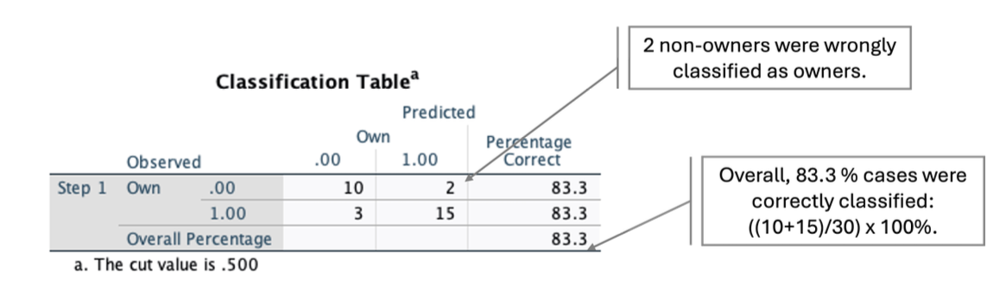 2 non-owners were wrongly
classified as owners.
Classification Tableᵃ
Predicted
Own Percentage
Observed .00 1.00 Correct
Step 1 Own .00 10 2 83.3
1.00 3 15 83.3
Overall Percentage 83.3
a. The cut value is .500
Overall, 83.3 % cases were
correctly classified:
((10+15)/30) x 100%.